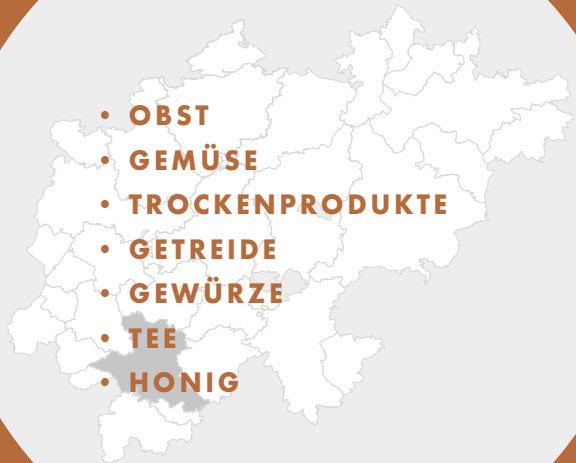 • OBST
• GEMÜSE
• TROCKENPRODUKTE
• GETREIDE
• GEWÜRZE
• TEE
• HONIG